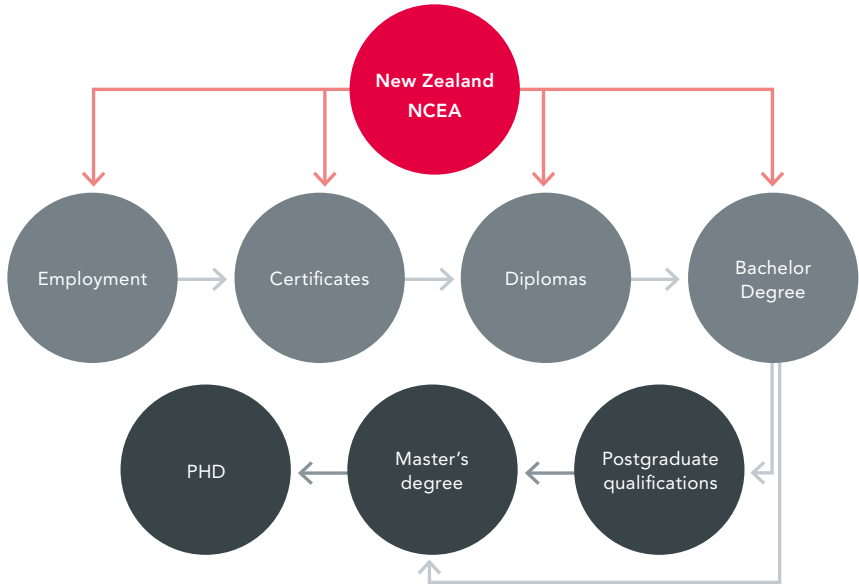 New Zealand
NCEA
Employment
Certificates
Diplomas
Bachelor
Degree
PHD
Master's
degree
Postgraduate
qualifications